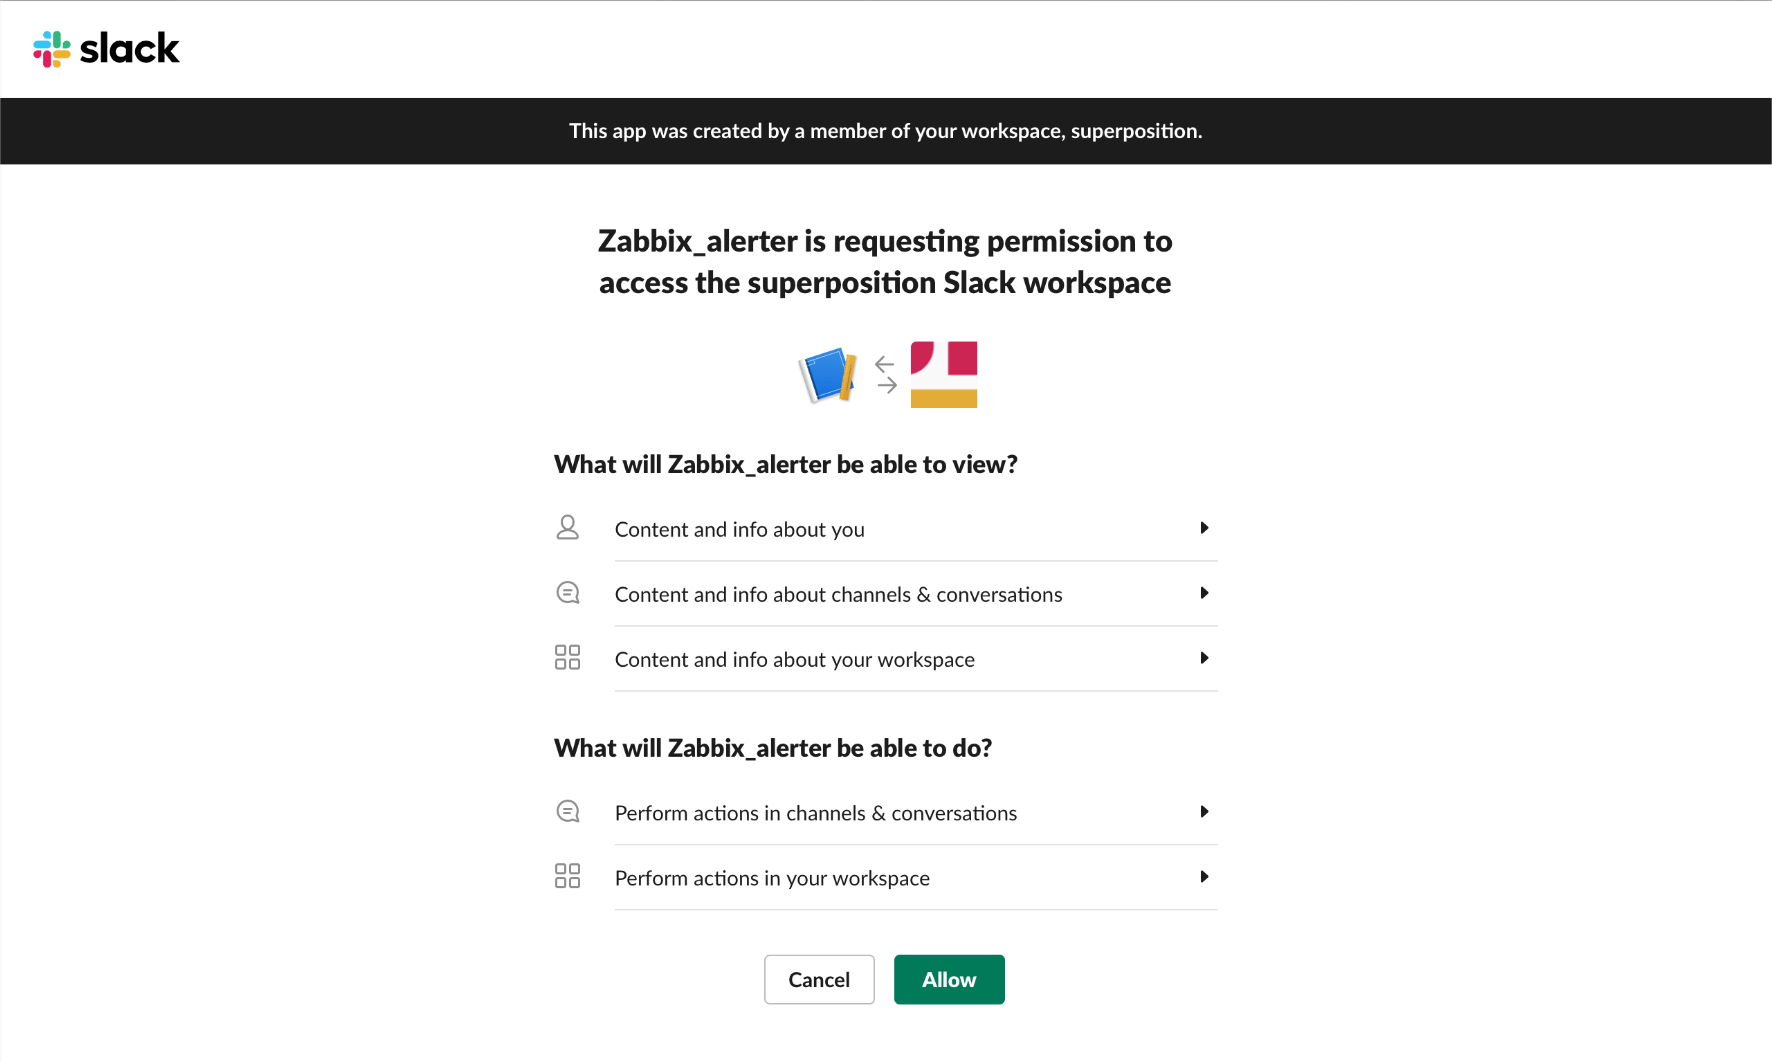 slack
This app was created by a member of your workspace, superposition.
Zabbix_alerter is requesting permission to
access the superposition Slack workspace
What will Zabbix_alerter be able to view?
Content and info about you
Content and info about channels & conversations
Content and info about your workspace
What will Zabbix_alerter be able to do?
Perform actions in channels & conversations
Perform actions in your workspace
Cancel
Allow